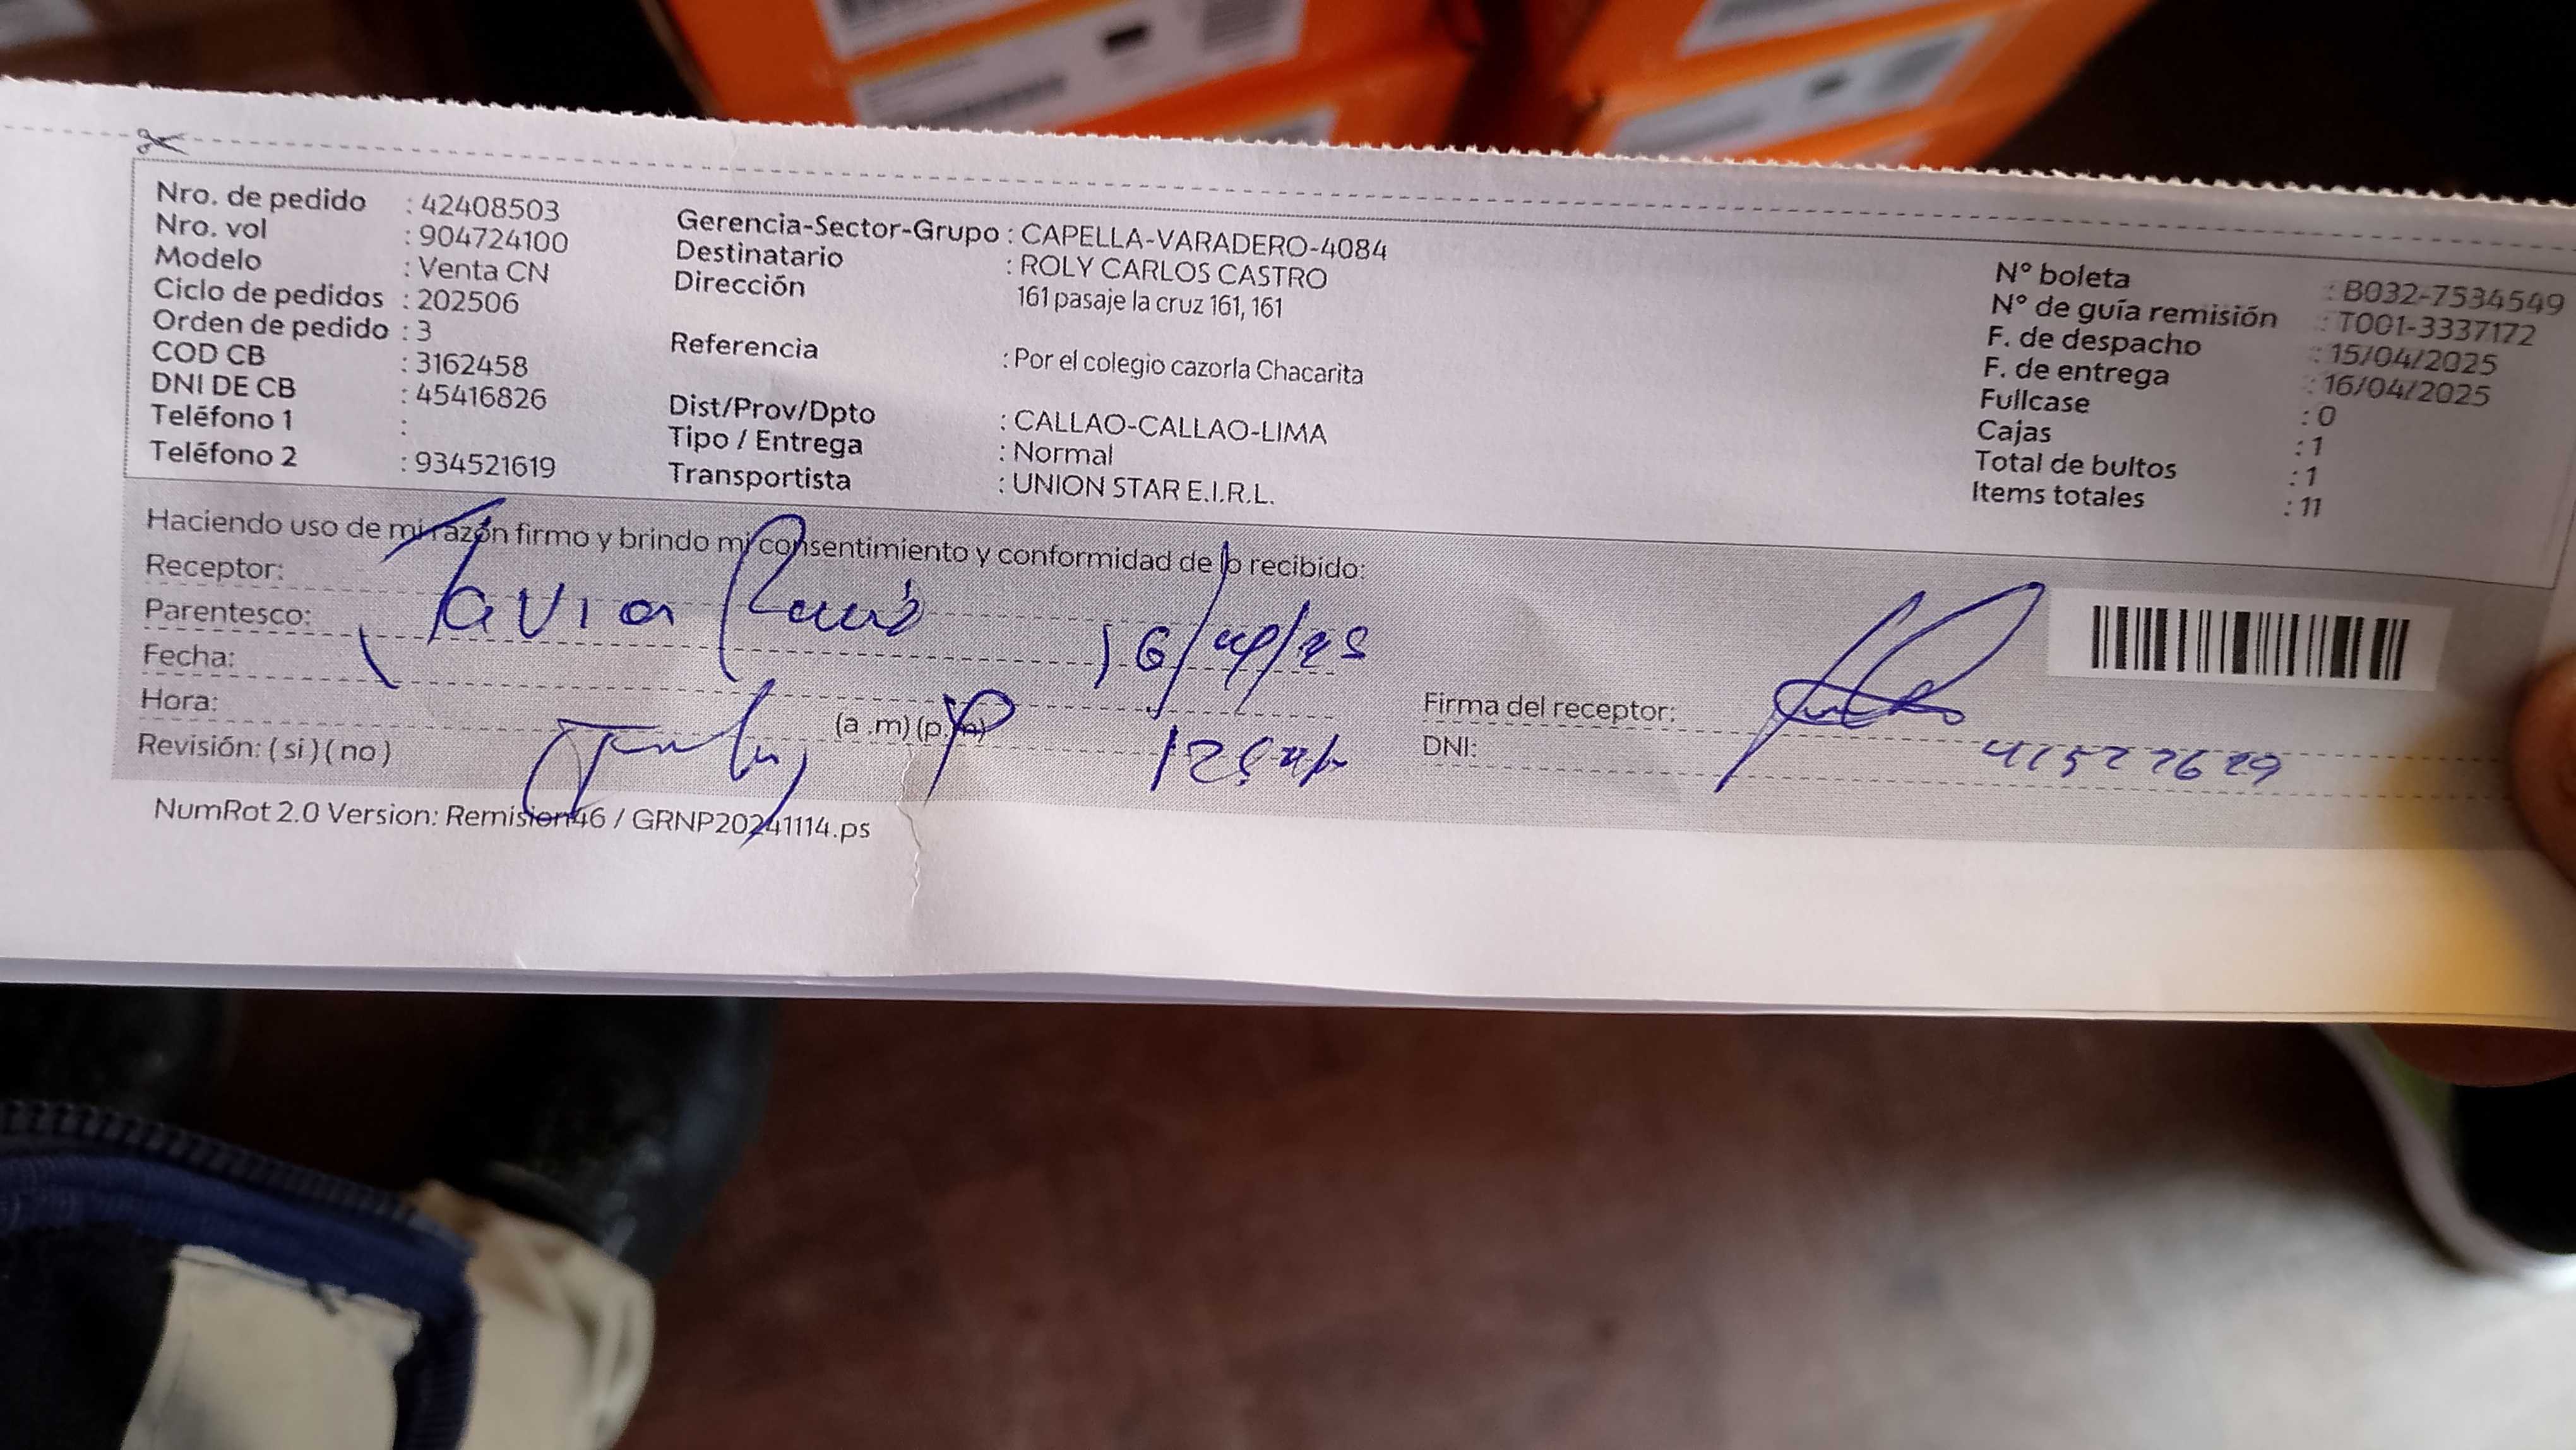 Nro. de pedido : 42408503
Nro. vol : 904724100
Modelo : Venta CN
Ciclo de pedidos : 202506
Orden de pedido : 3
COD CB : 3162458
DNI DE CB : 45416826
Teléfono 1 :
Teléfono 2 : 934521619
Gerencia-Sector-Grupo : CAPELLA-VARADERO-4084
Destinatario : ROLY CARLOS CASTRO
Dirección 161 pasaje la cruz 161, 161
Referencia : Por el colegio cazorla Chacarita
Dist/Prov/Dpto : CALLAO-CALLAO-LIMA
Tipo / Entrega : Normal
Transportista : UNION STAR E.I.R.L.
N° boleta : B032-7534549
N° de guía remisión : T001-3337172
F. de despacho : 15/04/2025
F. de entrega : 16/04/2025
Fullcase : 0
Cajas : 1
Total de bultos : 1
Items totales : 11
Haciendo uso de mi razón firmo y brindo mi consentimiento y conformidad de lo recibido:
Receptor:
Parentesco:
Fecha: 16/04/25
Hora: (a .m) (p.m)
Revisión: ( si ) ( no )
Firma del receptor:
DNI: 41527629
NumRot 2.0 Version: Remision46 / GRNP20241114.ps